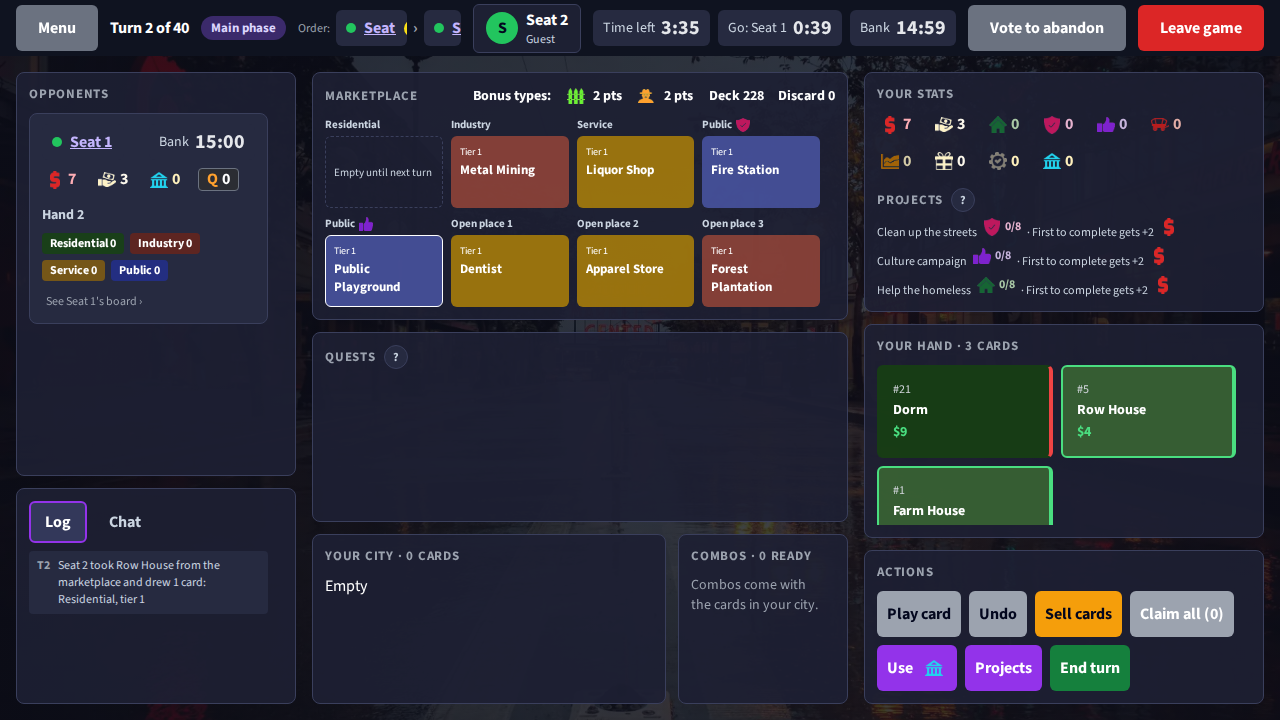 Menu
Turn 2 of 40
Main phase
Order:
Seat
›
S
S
Seat 2
Guest
Time left 3:35
Go: Seat 1 0:39
Bank 14:59
Vote to abandon
Leave game
OPPONENTS
Seat 1
Bank 15:00
7
3
0
Q 0
Hand 2
Residential 0
Industry 0
Service 0
Public 0
See Seat 1's board ›
Log
Chat
T2 Seat 2 took Row House from the
marketplace and drew 1 card:
Residential, tier 1
MARKETPLACE
Bonus types:
2 pts
2 pts
Deck 228
Discard 0
Residential
Industry
Service
Public
Empty until next turn
Tier 1
Metal Mining
Tier 1
Liquor Shop
Tier 1
Fire Station
Public
Open place 1
Open place 2
Open place 3
Tier 1
Public
Playground
Tier 1
Dentist
Tier 1
Apparel Store
Tier 1
Forest
Plantation
QUESTS ?
YOUR CITY · 0 CARDS
Empty
COMBOS · 0 READY
Combos come with
the cards in your city.
YOUR STATS
7
3
0
0
0
0
0
0
0
0
PROJECTS ?
Clean up the streets 0/8 · First to complete gets +2
Culture campaign 0/8 · First to complete gets +2
Help the homeless 0/8 · First to complete gets +2
YOUR HAND · 3 CARDS
#21
Dorm
$9
#5
Row House
$4
#1
Farm House
ACTIONS
Play card
Undo
Sell cards
Claim all (0)
Use
Projects
End turn